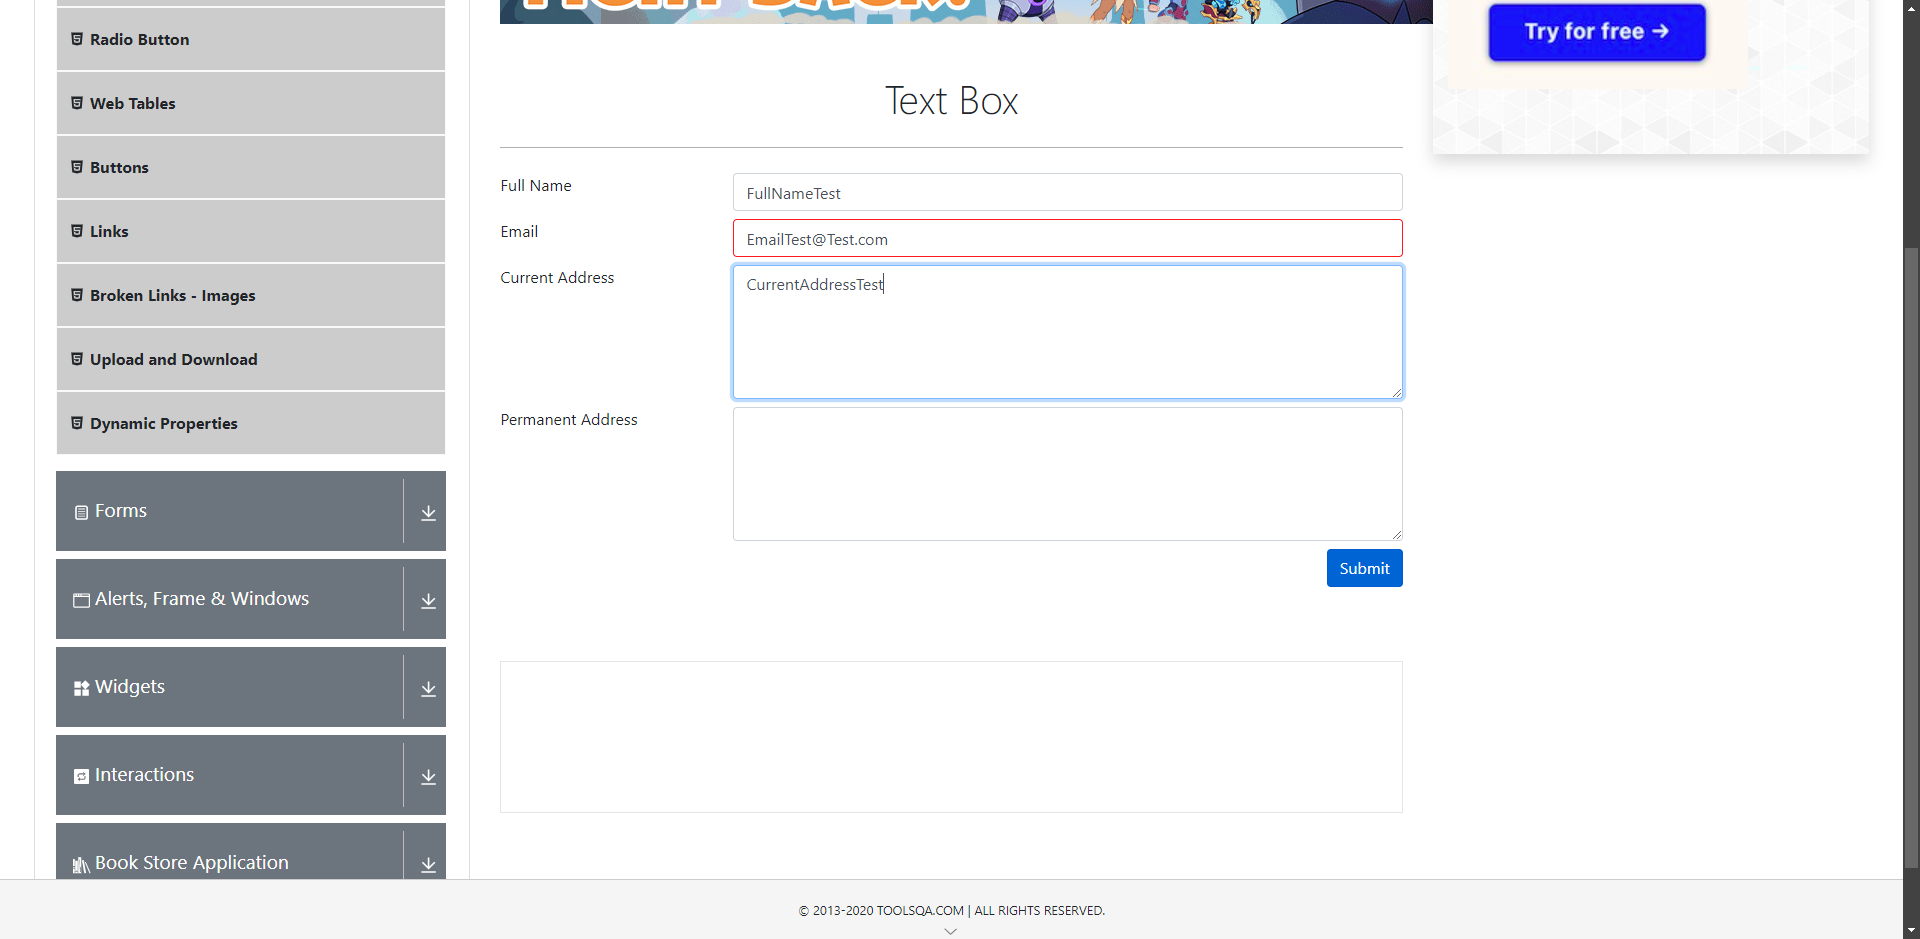 Try for free →
Radio Button
Web Tables
Buttons
Links
Broken Links - Images
Upload and Download
Dynamic Properties
Forms
Alerts, Frame & Windows
Widgets
Interactions
Book Store Application
Text Box
Full Name
FullNameTest
Email
EmailTest@Test.com
Current Address
CurrentAddressTest
Permanent Address
Submit
© 2013-2020 TOOLSQA.COM | ALL RIGHTS RESERVED.